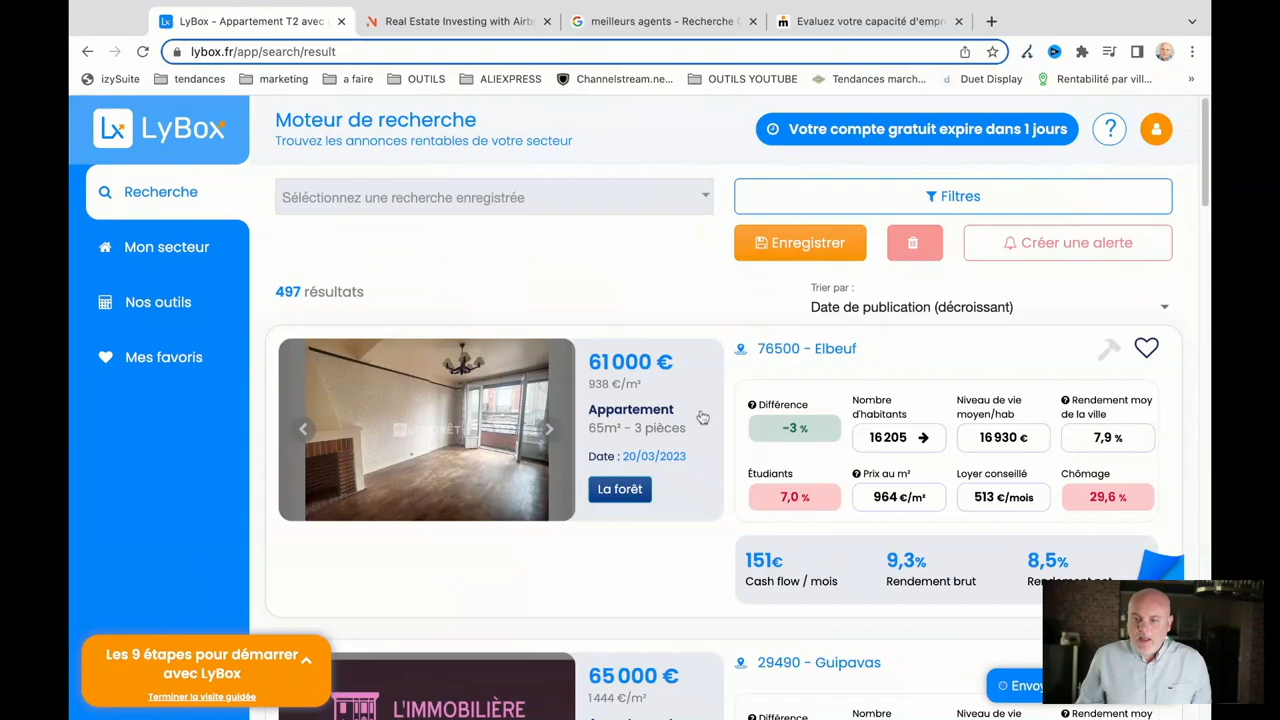 LyBox - Appartement T2 avec g
Real Estate Investing with Airb
meilleurs agents - Recherche G
Evaluez votre capacité d'empr
lybox.fr/app/search/result
izySuite
tendances
marketing
a faire
OUTILS
ALIEXPRESS
Channelstream.ne...
OUTILS YOUTUBE
Tendances march...
Duet Display
Rentabilité par vill...
»
Lx LyBox
Moteur de recherche
Trouvez les annonces rentables de votre secteur
Votre compte gratuit expire dans 1 jours
?
Recherche
Mon secteur
Nos outils
Mes favoris
Séléctionnez une recherche enregistrée
Filtres
Enregistrer
Créer une alerte
497 résultats
Trier par :
Date de publication (décroissant)
61 000 €
938 €/m²
Appartement
65m² - 3 pièces
Date : 20/03/2023
La forêt
76500 - Elbeuf
Différence
-3 %
Nombre
d'habitants
16 205
Niveau de vie
moyen/hab
16 930 €
Rendement moy
de la ville
7,9 %
Étudiants
7,0 %
Prix au m²
964 €/m²
Loyer conseillé
513 €/mois
Chômage
29,6 %
151€
Cash flow / mois
9,3%
Rendement brut
8,5%
Les 9 étapes pour démarrer
avec LyBox
Terminer la visite guidée
L'IMMOBILIÈRE
65 000 €
1 444 €/m²
29490 - Guipavas
Différence
Nombre
Niveau de vie
Envoy